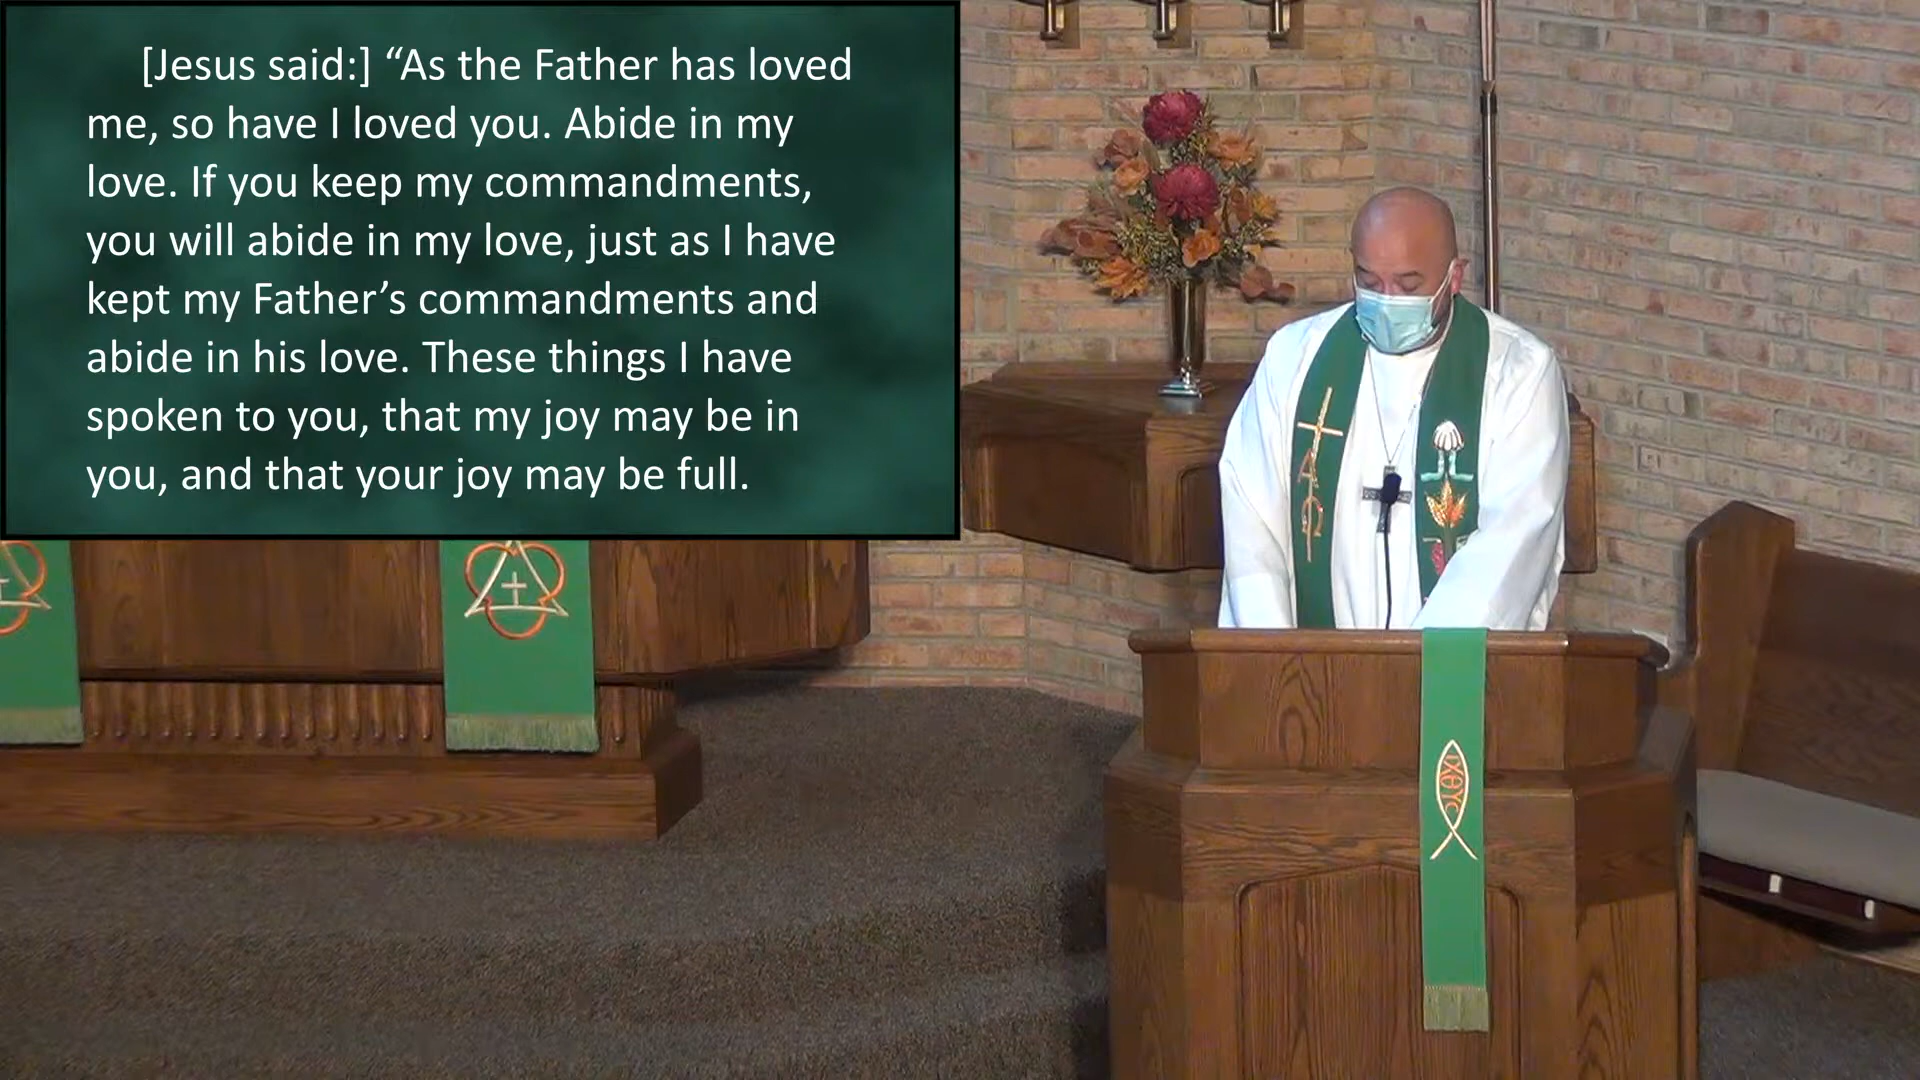 [Jesus said:] “As the Father has loved
me, so have I loved you. Abide in my
love. If you keep my commandments,
you will abide in my love, just as I have
kept my Father’s commandments and
abide in his love. These things I have
spoken to you, that my joy may be in
you, and that your joy may be full.
ΙΧΘΥϹ